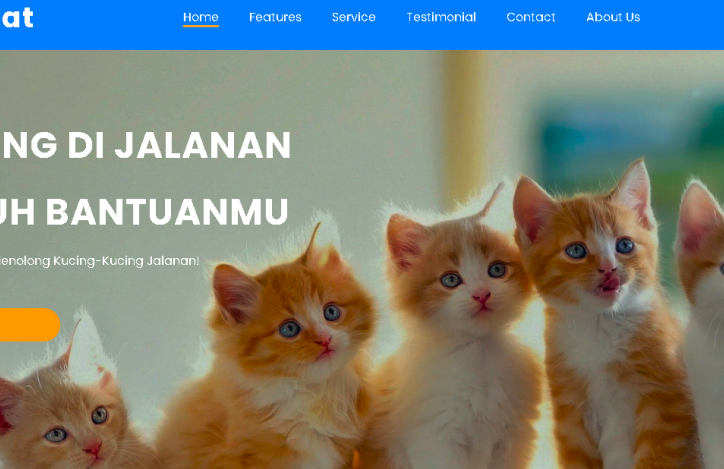 at Home Features Service Testimonial Contact About Us
NG DI JALANAN
UH BANTUANMU
enolong Kucing-Kucing Jalanan!